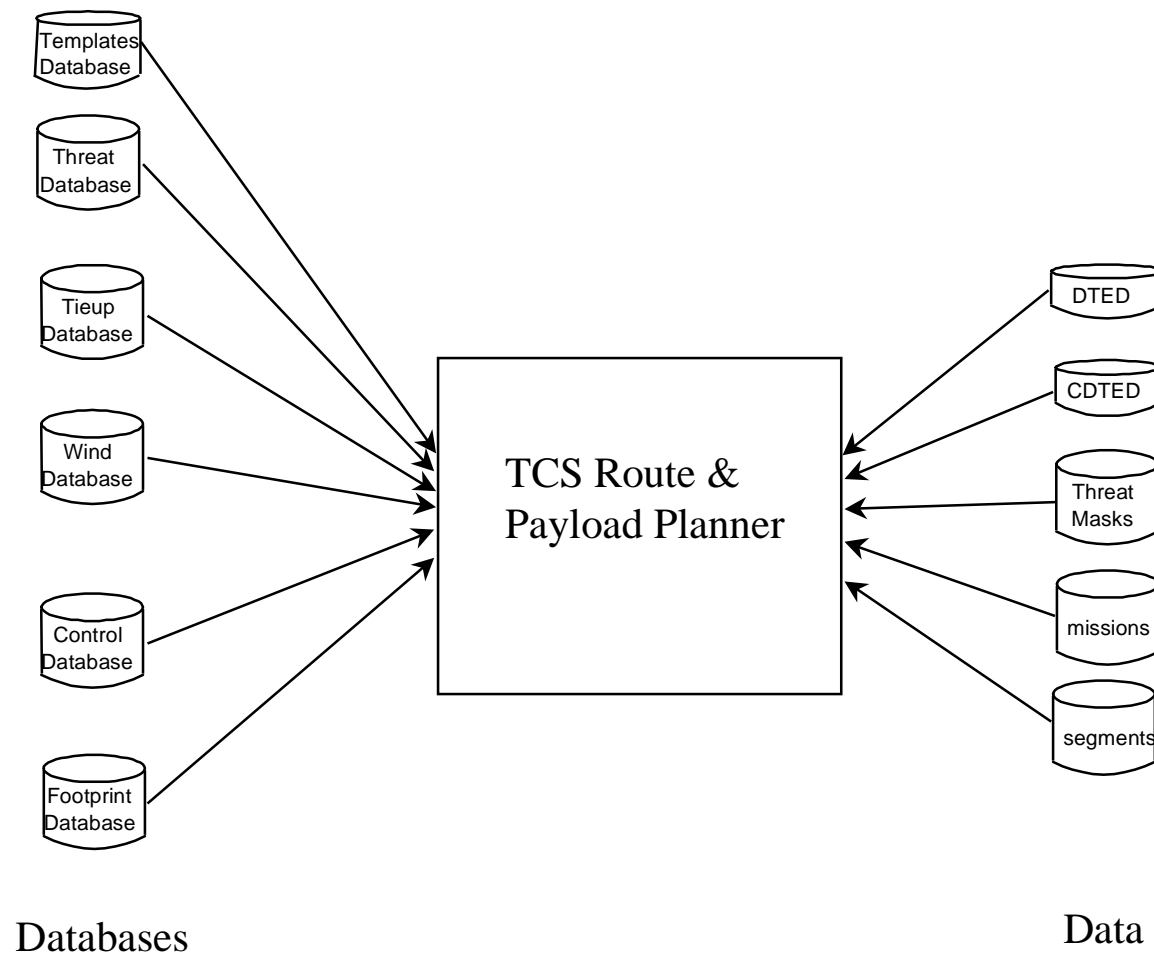 Templates
Database
Threat
Database
Tieup
Database
Wind
Database
Control
Database
Footprint
Database
TCS Route &
Payload Planner
DTED
CDTED
Threat
Masks
missions
segments
Databases
Data